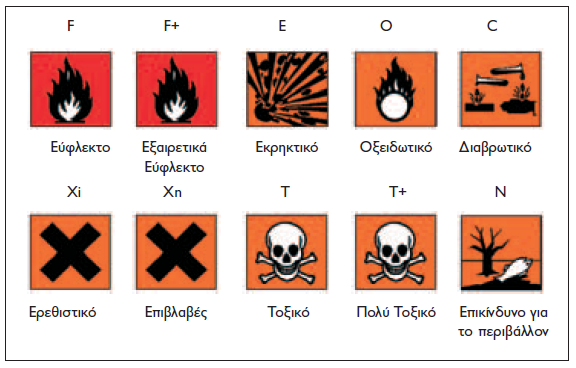 F F+ E O C
Εύφλεκτο Εξαιρετικά Εκρηκτικό Οξειδωτικό Διαβρωτικό
Εύφλεκτο
Xi Xn T T+ N
Ερεθιστικό Επιβλαβές Τοξικό Πολύ Τοξικό Επικίνδυνο για
το περιβάλλον